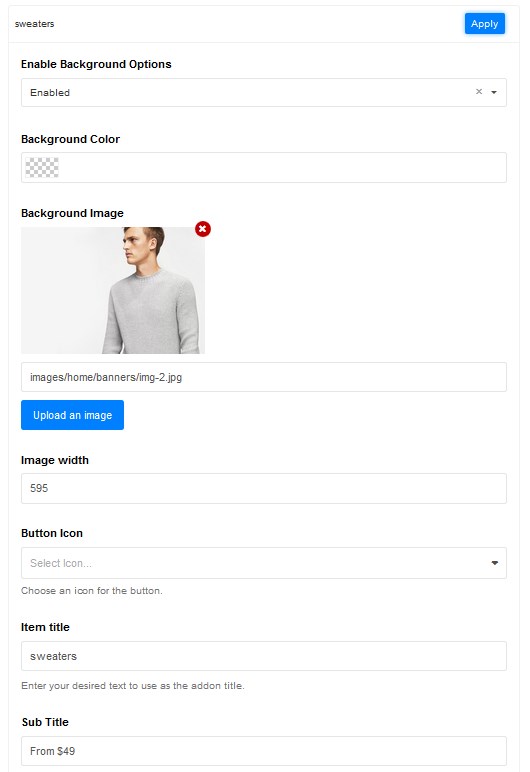 sweaters
Apply
Enable Background Options
Enabled
Background Color
Background Image
images/home/banners/img-2.jpg
Upload an image
Image width
595
Button Icon
Select Icon...
Choose an icon for the button.
Item title
sweaters
Enter your desired text to use as the addon title.
Sub Title
From $49